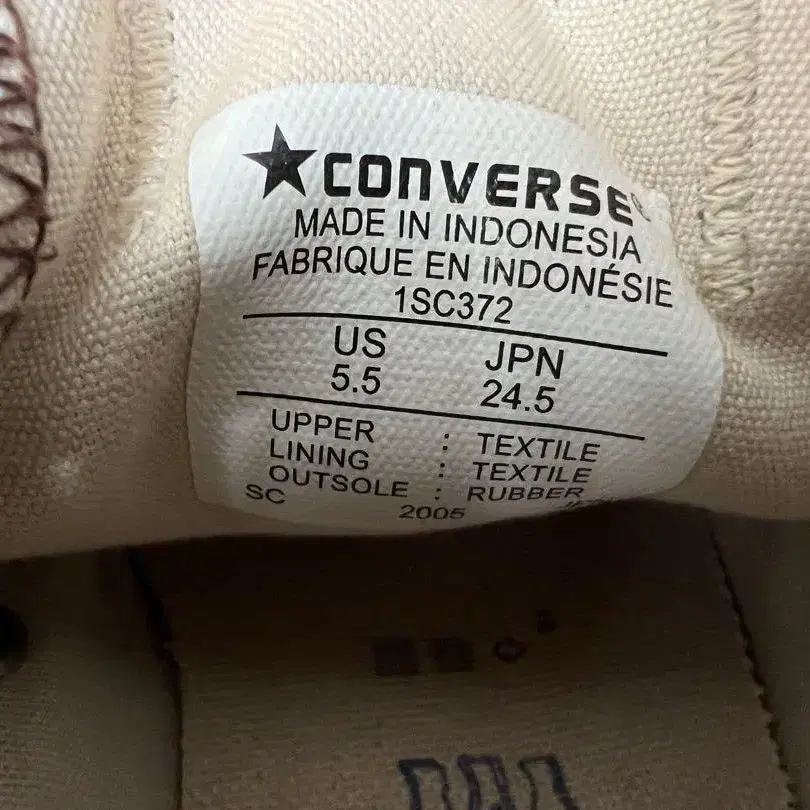 ★CONVERSE®
MADE IN INDONESIA
FABRIQUE EN INDONÉSIE
1SC372
US JPN
5.5 24.5
UPPER : TEXTILE
LINING : TEXTILE
OUTSOLE : RUBBER
SC 2005